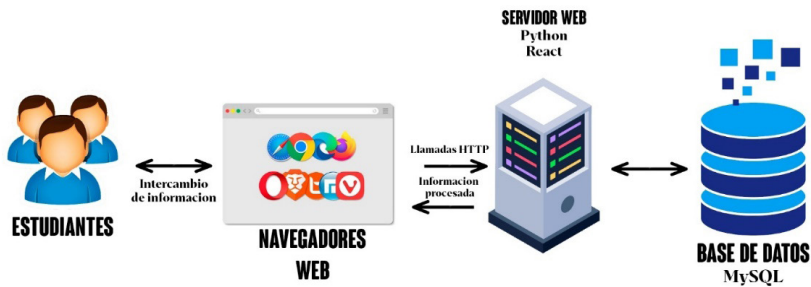 SERVIDOR WEB
Python
React
Llamadas HTTP
Intercambio
de informacion
Informacion
procesada
ESTUDIANTES
NAVEGADORES
WEB
BASE DE DATOS
MySQL